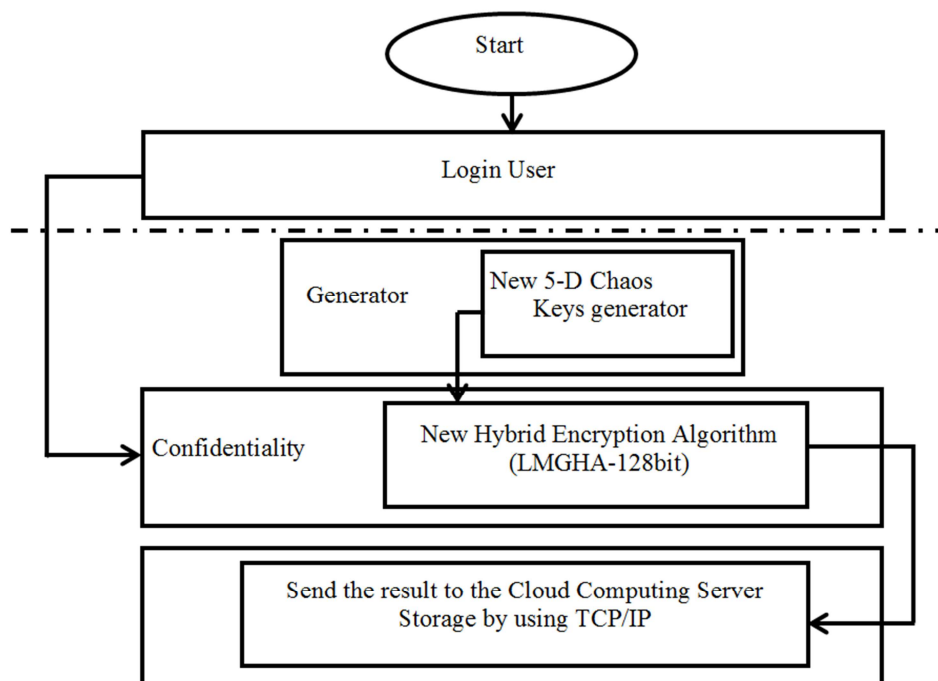 Start
Login User
Generator
New 5-D Chaos
Keys generator
Confidentiality
New Hybrid Encryption Algorithm
(LMGHA-128bit)
Send the result to the Cloud Computing Server
Storage by using TCP/IP